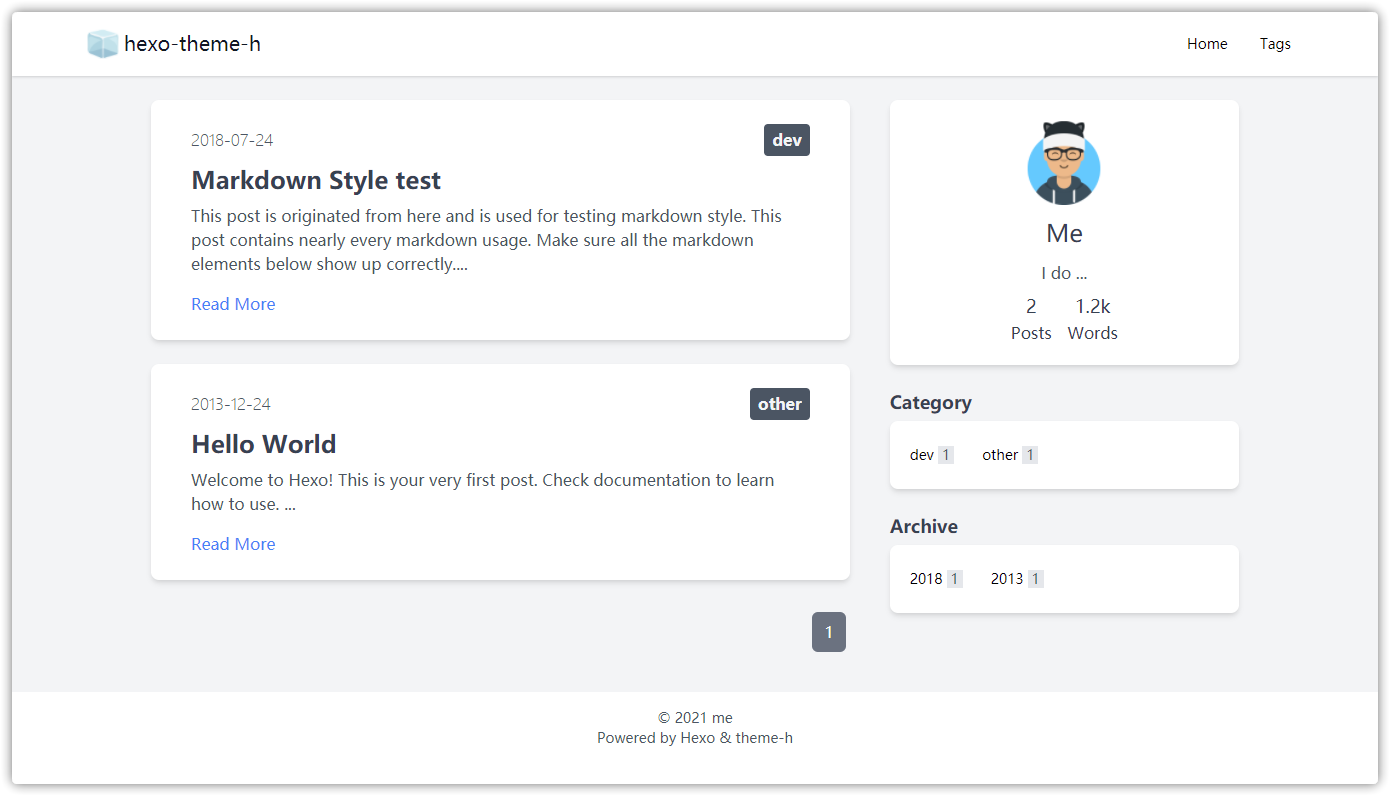 hexo-theme-h
Home Tags
2018-07-24
dev
Markdown Style test
This post is originated from here and is used for testing markdown style. This
post contains nearly every markdown usage. Make sure all the markdown
elements below show up correctly....
Read More
2013-12-24
other
Hello World
Welcome to Hexo! This is your very first post. Check documentation to learn
how to use. ...
Read More
1
Me
I do ...
2 1.2k
Posts Words
Category
dev 1 other 1
Archive
2018 1 2013 1
© 2021 me
Powered by Hexo & theme-h